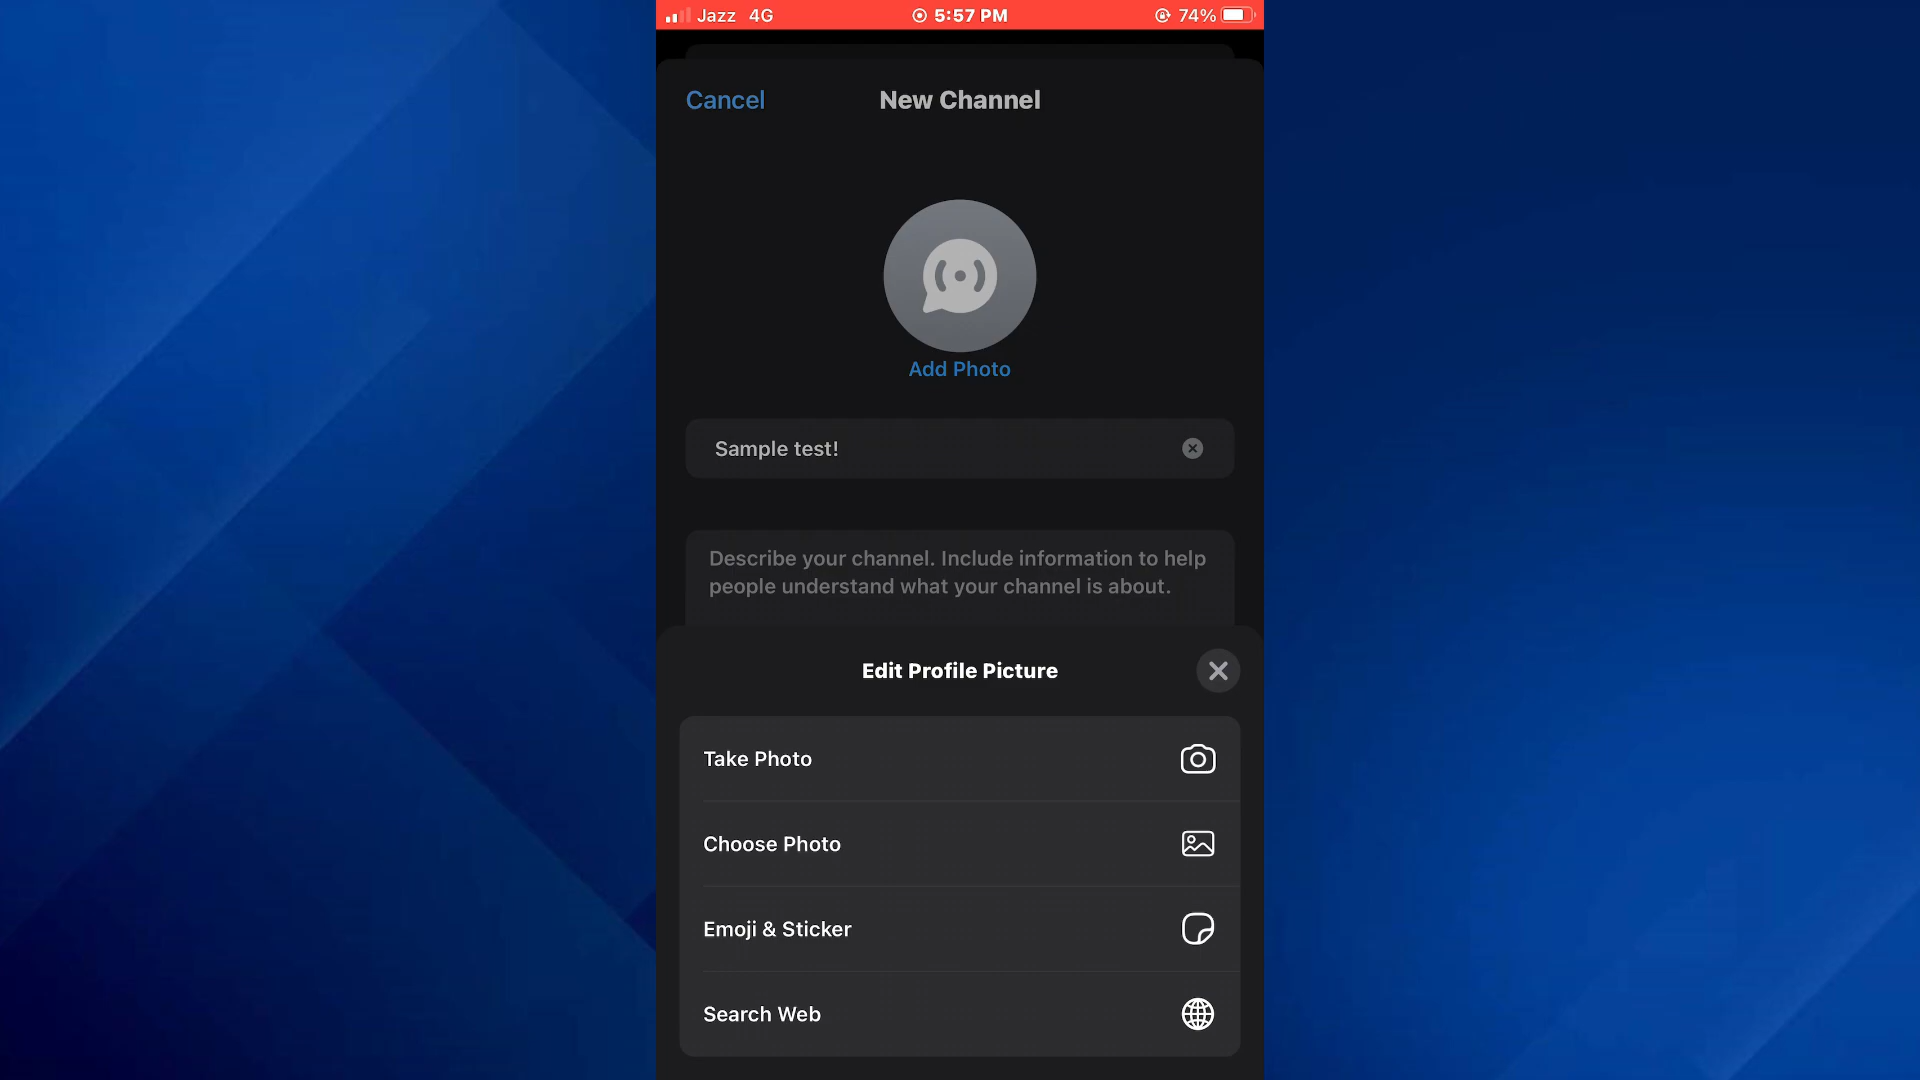 Jazz 4G 5:57 PM 74%
Cancel New Channel
Add Photo
Sample test!
Describe your channel. Include information to help
people understand what your channel is about.
Edit Profile Picture
Take Photo
Choose Photo
Emoji & Sticker
Search Web